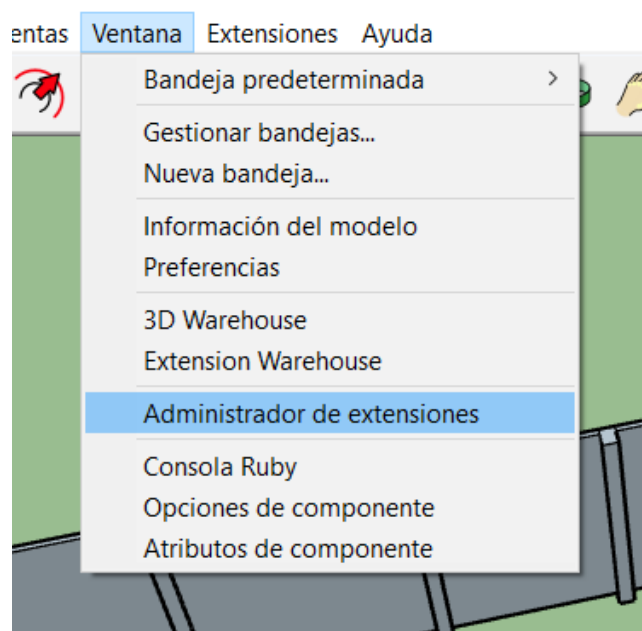 entas Ventana Extensiones Ayuda
Bandeja predeterminada
Gestionar bandejas...
Nueva bandeja...
Información del modelo
Preferencias
3D Warehouse
Extension Warehouse
Administrador de extensiones
Consola Ruby
Opciones de componente
Atributos de componente